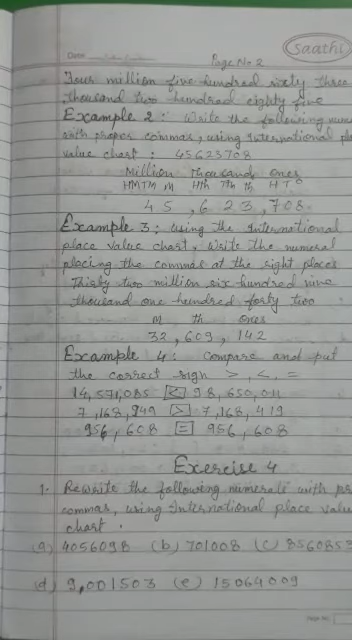 Saathi
Date
Page No 2
Four million five hundred sixty three
thousand two hundred eighty five
Example 2: Write the following
with proper commas, using International
value chart: 45623708
Million Thousand ones
HM TM M Hth Tth th H T O
4 5 , 6 2 3 , 708
Example 3: using the International
place value chart, Write the numeral
placing the commas at the right places
Thirty two million six hundred nine
thousand one hundred forty two
M th ones
32, 609, 142
Example 4: compare and put
the correct sign >, <, =
14,571,085 < 98,650,011
7,168,949 > 7,168,419
956,608 = 956,608
Exercise 4
1. Rewrite the following numerals with
commas, using International place value
chart.
(a) 4056098 (b) 701008 (c) 8560853
(d) 9,001503 (e) 15064009
Page No.